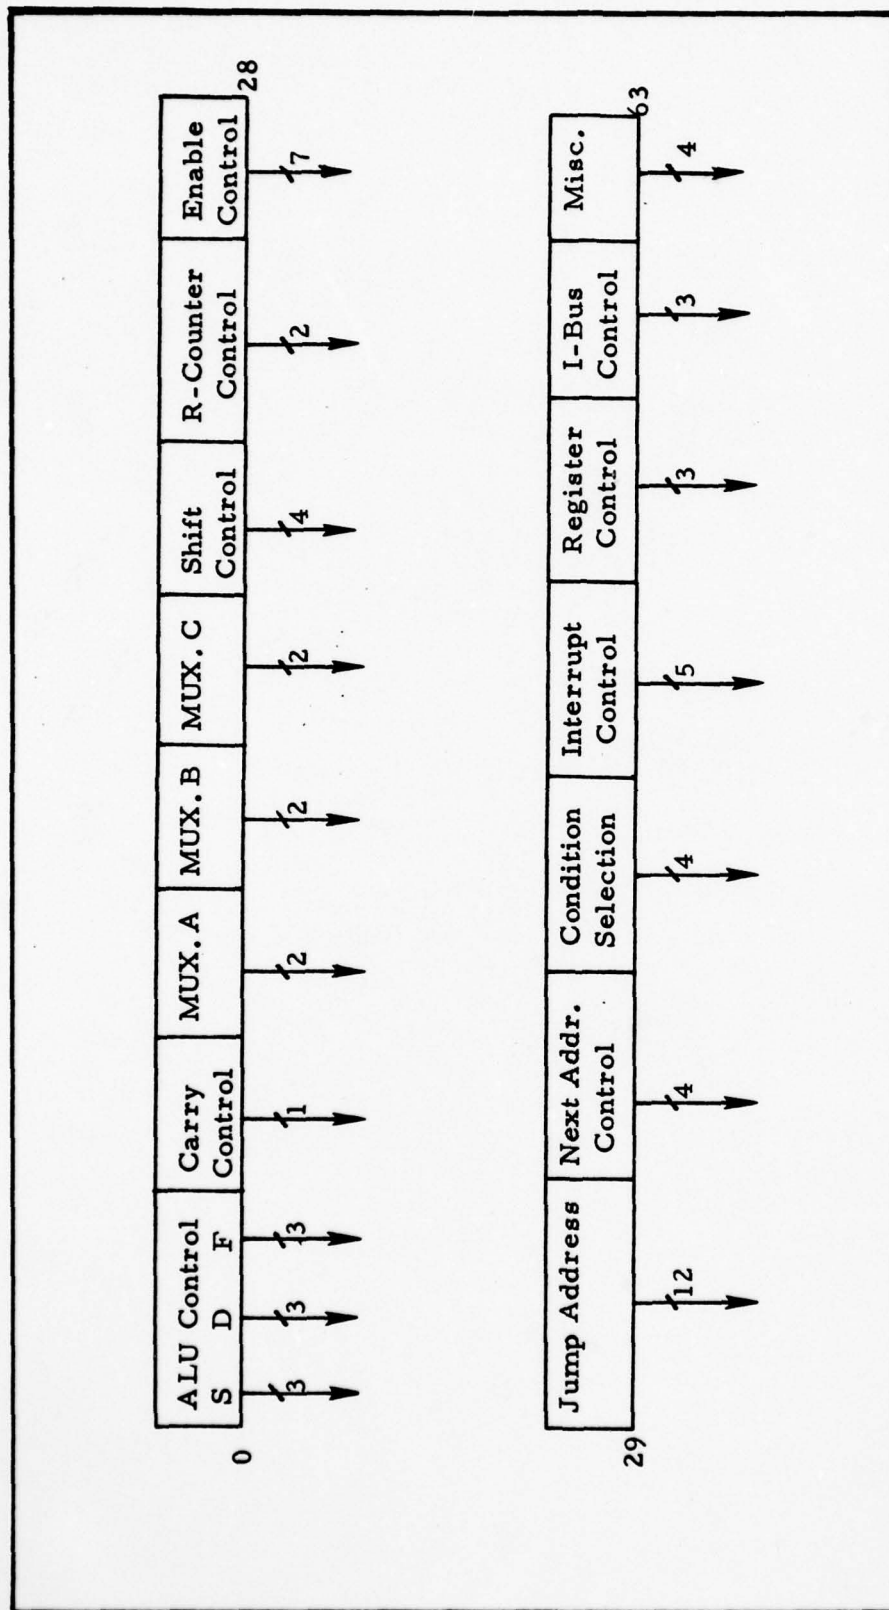 ALU Control
S D F
Carry
Control
MUX. A
MUX. B
MUX. C
Shift
Control
R-Counter
Control
Enable
Control
0
28
3
3
3
1
2
2
2
4
2
7
Jump Address
Next Addr.
Control
Condition
Selection
Interrupt
Control
Register
Control
I-Bus
Control
Misc.
29
63
12
4
4
5
3
3
4